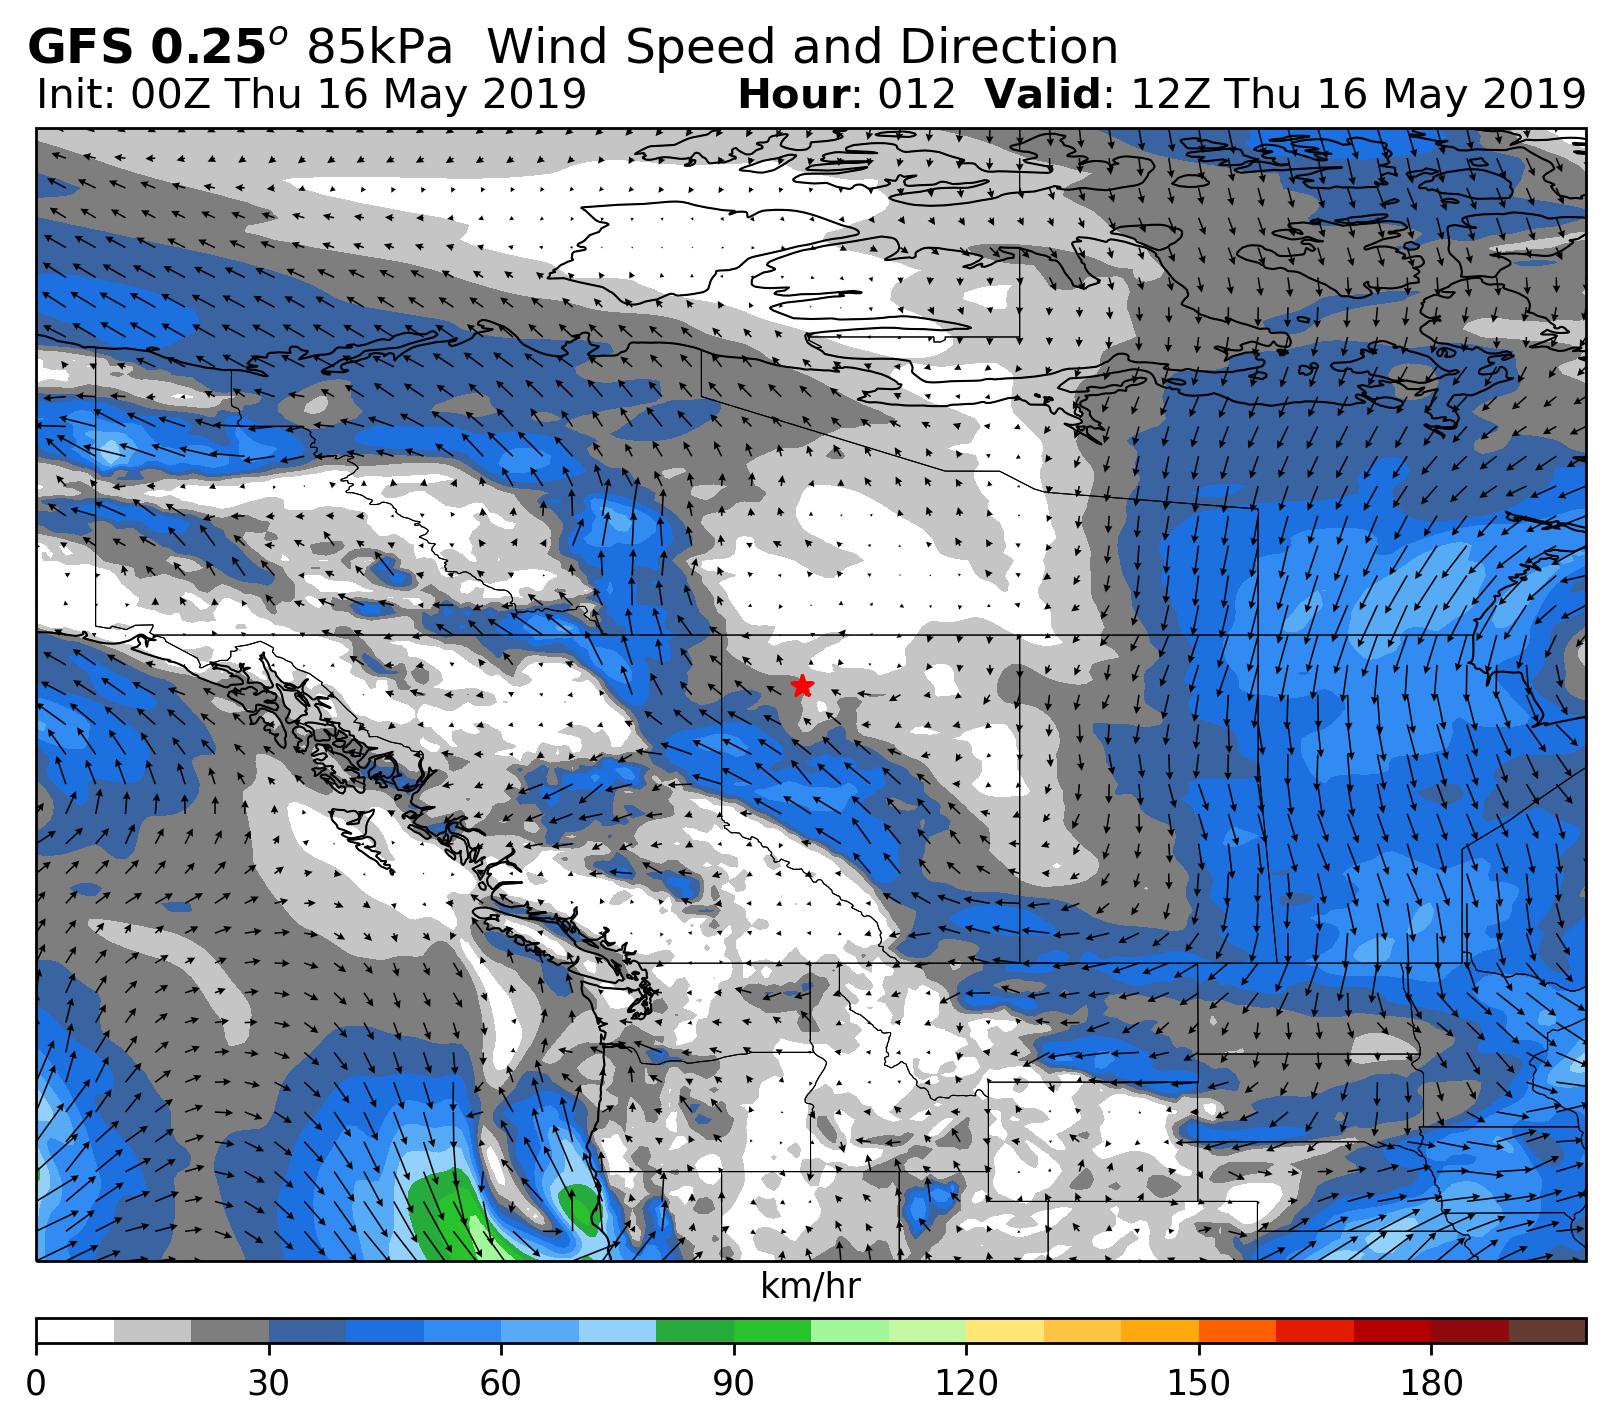 GFS 0.25° 85kPa Wind Speed and Direction
Init: 00Z Thu 16 May 2019 Hour: 012 Valid: 12Z Thu 16 May 2019
km/hr
0 30 60 90 120 150 180